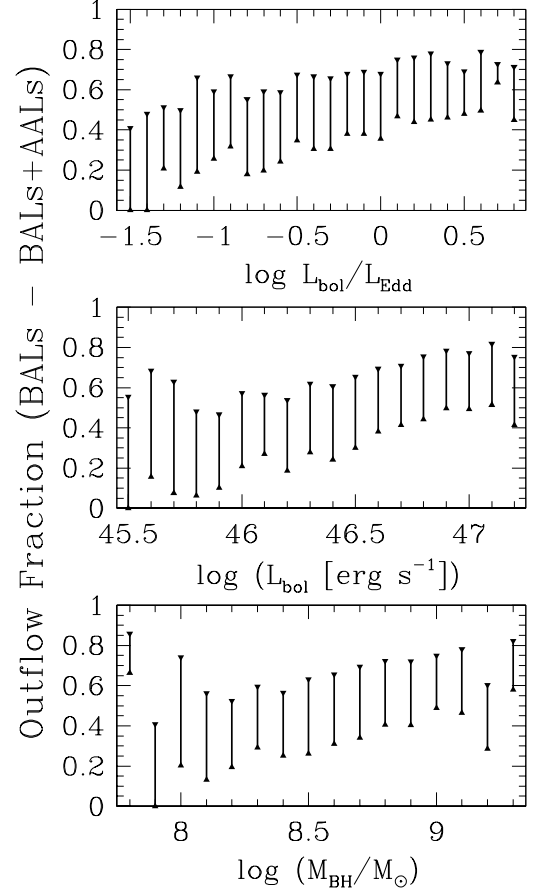 Outflow Fraction (BALs − BALs+AALs)
1
0.8
0.6
0.4
0.2
0
−1.5 −1 −0.5 0 0.5
log L_bol/L_Edd
1
0.8
0.6
0.4
0.2
0
45.5 46 46.5 47
log (L_bol [erg s⁻¹])
1
0.8
0.6
0.4
0.2
0
8 8.5 9
log (M_BH/M_⊙)